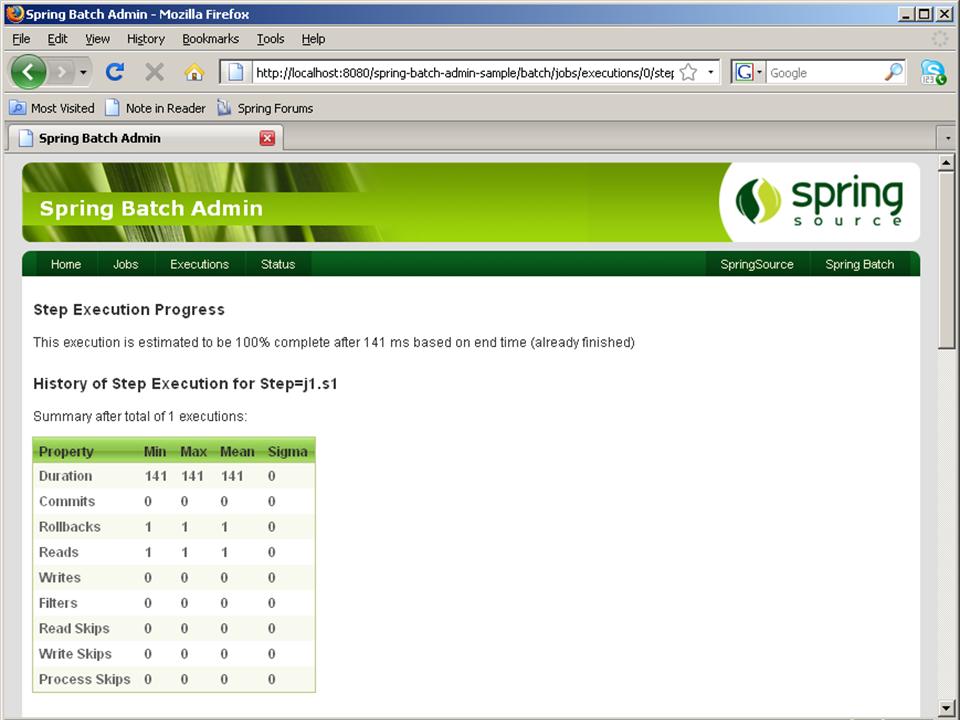 Spring Batch Admin - Mozilla Firefox
File Edit View History Bookmarks Tools Help
http://localhost:8080/spring-batch-admin-sample/batch/jobs/executions/0/step
Google
123
Most Visited Note in Reader Spring Forums
Spring Batch Admin
Spring Batch Admin
spring
source
Home Jobs Executions Status SpringSource Spring Batch
Step Execution Progress
This execution is estimated to be 100% complete after 141 ms based on end time (already finished)
History of Step Execution for Step=j1.s1
Summary after total of 1 executions:
Property Min Max Mean Sigma
Duration 141 141 141 0
Commits 0 0 0 0
Rollbacks 1 1 1 0
Reads 1 1 1 0
Writes 0 0 0 0
Filters 0 0 0 0
Read Skips 0 0 0 0
Write Skips 0 0 0 0
Process Skips 0 0 0 0